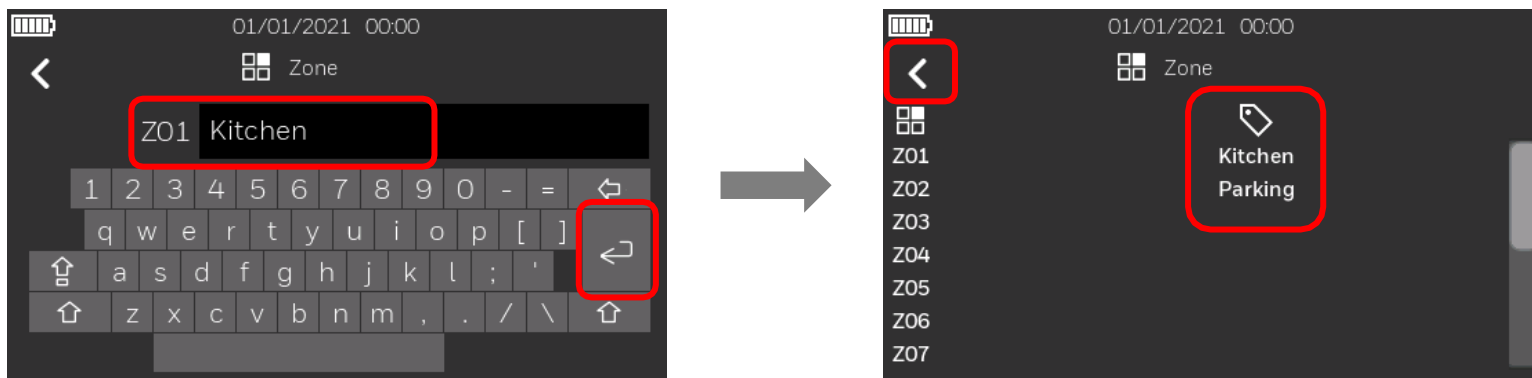 01/01/2021 00:00
Zone
Z01 Kitchen
1 2 3 4 5 6 7 8 9 0 - =
q w e r t y u i o p [ ]
a s d f g h j k l ; '
z x c v b n m , . / \
01/01/2021 00:00
Zone
Z01 Kitchen
Z02 Parking
Z03
Z04
Z05
Z06
Z07